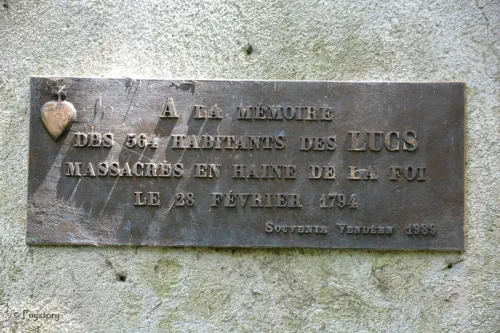 A LA MÉMOIRE
DES 564 HABITANTS DES LUCS
MASSACRÉS EN HAINE DE LA FOI
LE 28 FÉVRIER 1794
SOUVENIR VENDÉEN 1989
© Puystory